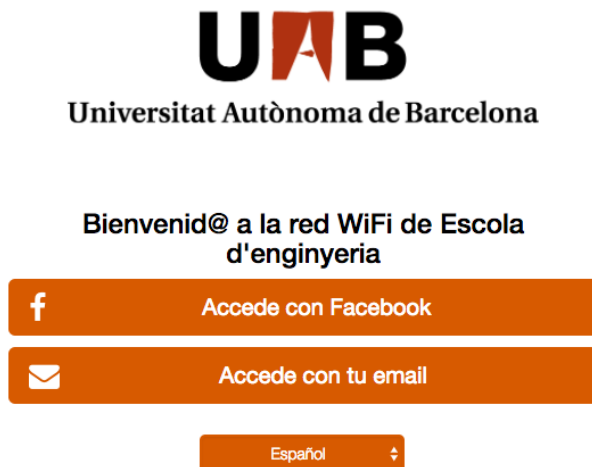 UAB
Universitat Autònoma de Barcelona
Bienvenid@ a la red WiFi de Escola
d'enginyeria
Accede con Facebook
Accede con tu email
Español